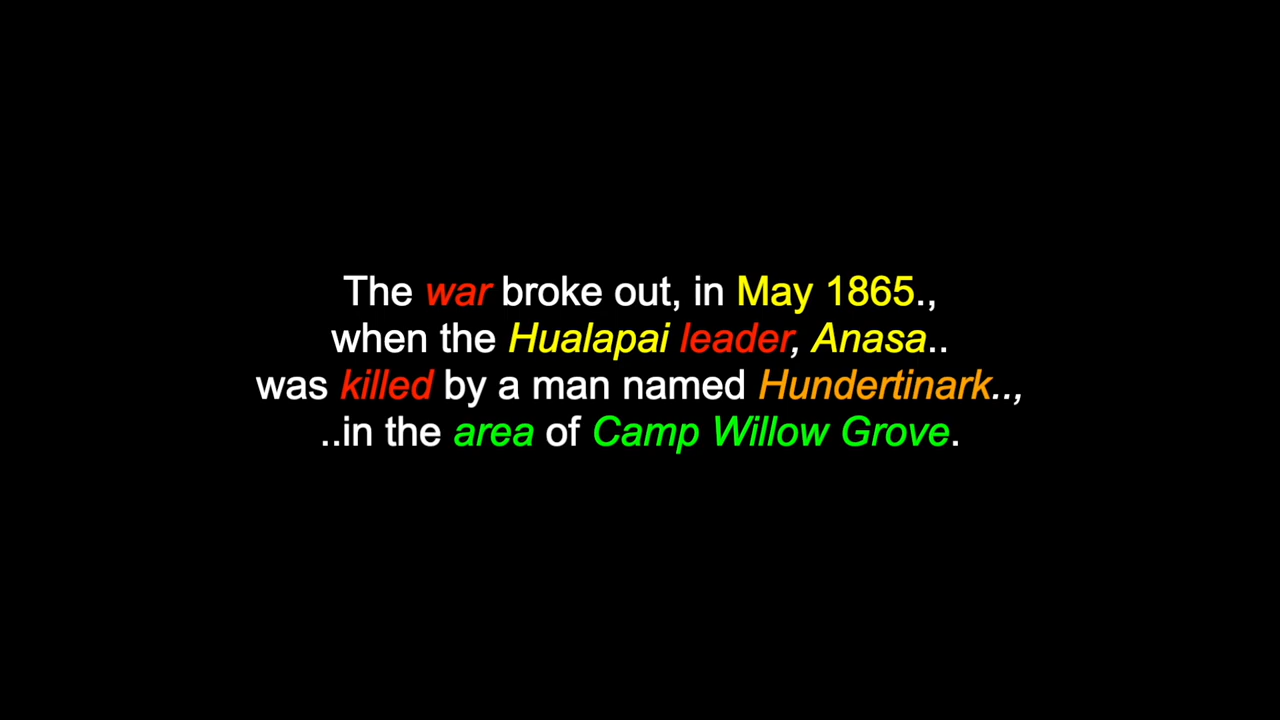 The war broke out, in May 1865.,
when the Hualapai leader, Anasa..
was killed by a man named Hundertinark..,
..in the area of Camp Willow Grove.